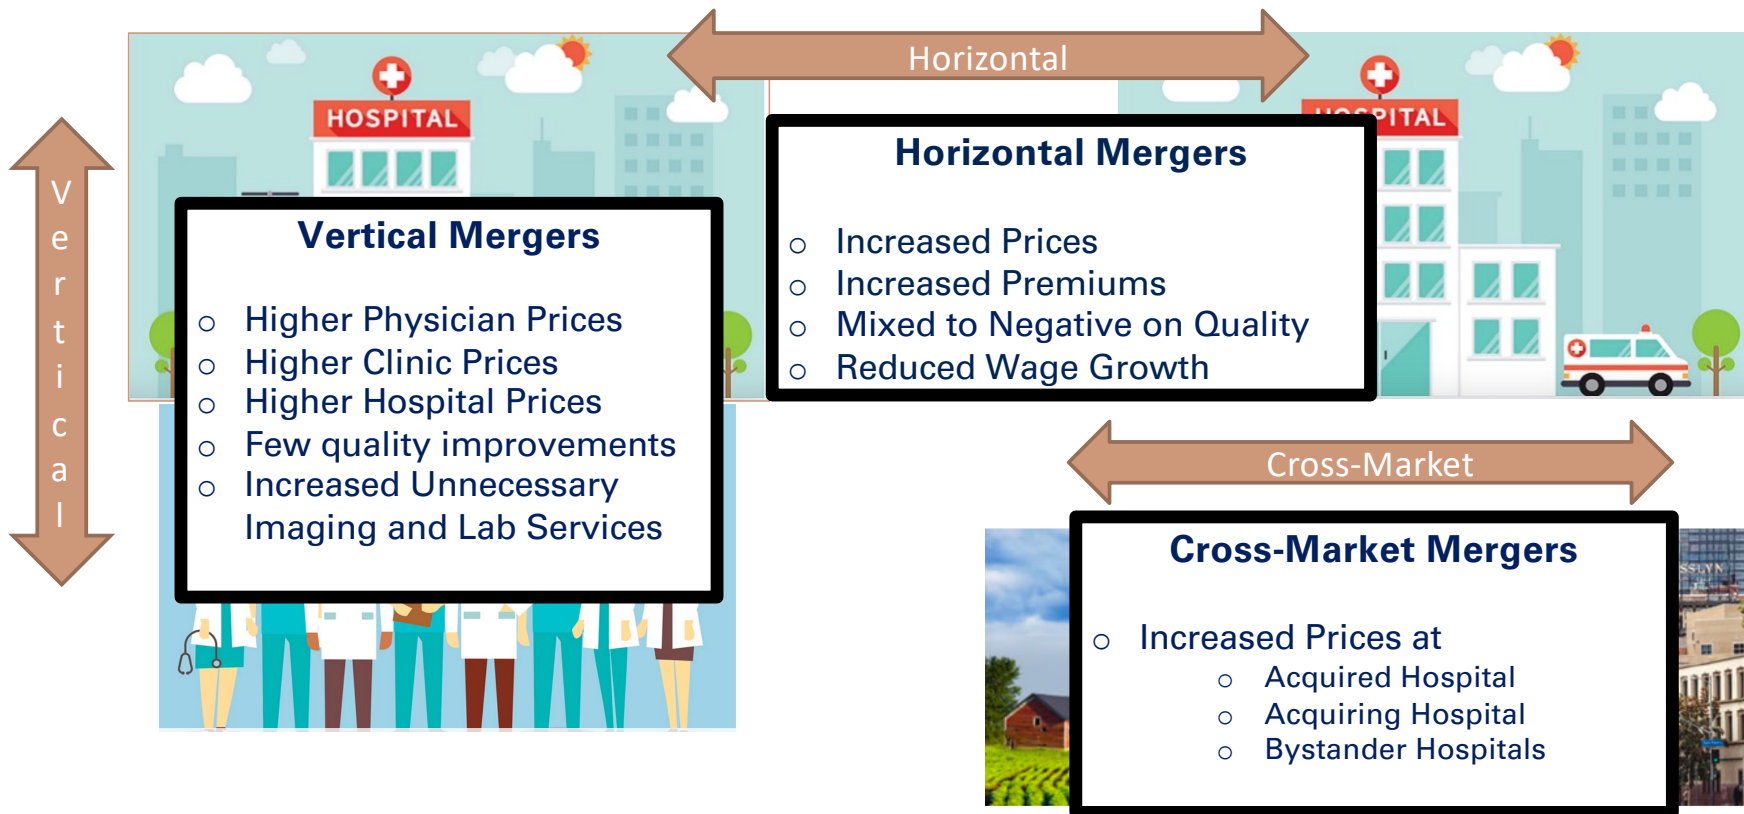 Horizontal
HOSPITAL
Vertical
Vertical Mergers
o Higher Physician Prices
o Higher Clinic Prices
o Higher Hospital Prices
o Few quality improvements
o Increased Unnecessary
Imaging and Lab Services
Horizontal Mergers
o Increased Prices
o Increased Premiums
o Mixed to Negative on Quality
o Reduced Wage Growth
Cross-Market
Cross-Market Mergers
o Increased Prices at
o Acquired Hospital
o Acquiring Hospital
o Bystander Hospitals